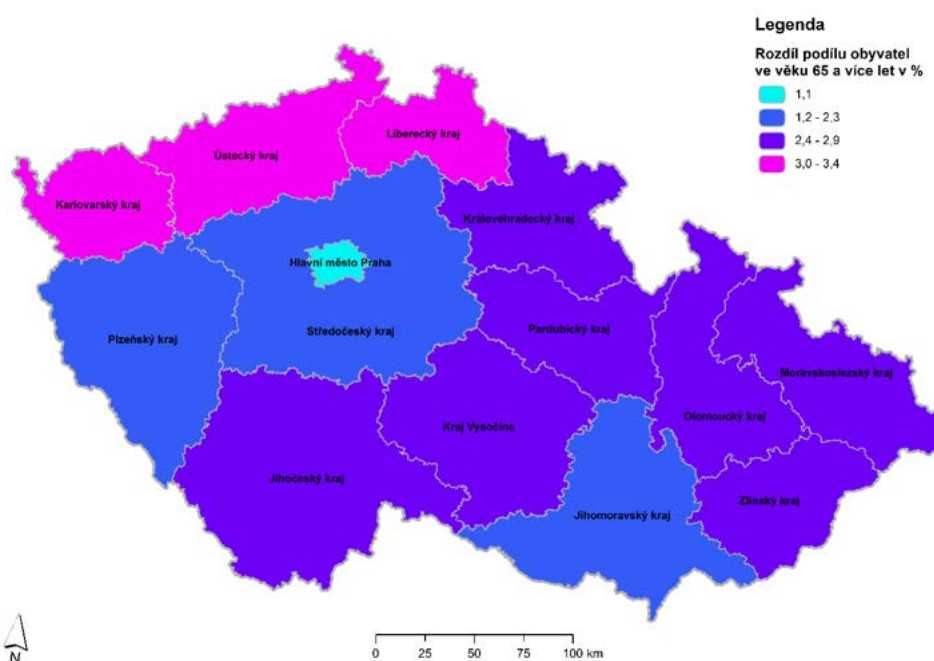 Legenda
Rozdíl podílu obyvatel
ve věku 65 a více let v %
1,1
1,2 - 2,3
2,4 - 2,9
3,0 - 3,4
Liberecký kraj
Ústecký kraj
Karlovarský kraj
Královéhradecký kraj
Hlavní město Praha
Středočeský kraj
Pardubický kraj
Plzeňský kraj
Moravskoslezský kraj
Olomoucký kraj
Kraj Vysočina
Jihočeský kraj
Zlínský kraj
Jihomoravský kraj
N
0 25 50 75 100 km